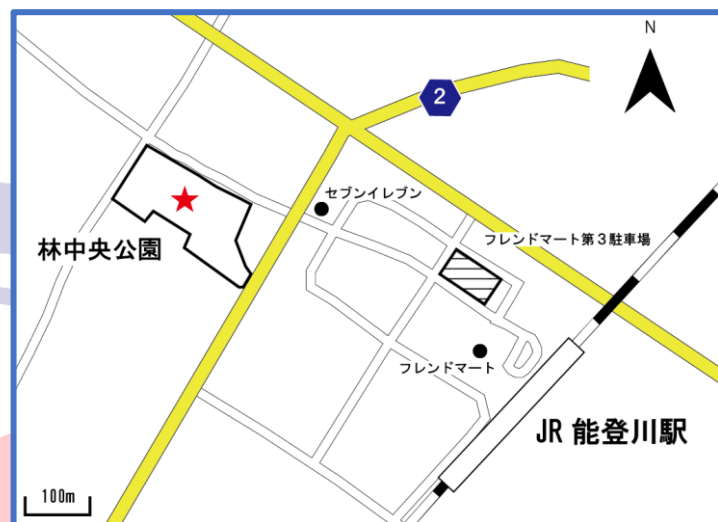 N
2
セブンイレブン
フレンドマート第3駐車場
林中央公園
フレンドマート
JR 能登川駅
100m